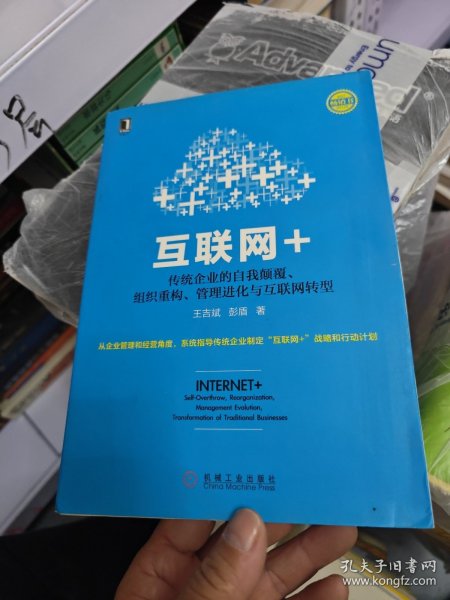 畅销书
互联网+
传统企业的自我颠覆、
组织重构、管理进化与互联网转型
王吉斌 彭盾 著
从企业管理和经营角度，系统指导传统企业制定“互联网+”战略和行动计划
INTERNET+
Self-Overthrow, Reorganization,
Management Evolution,
Transformation of Traditional Businesses
机械工业出版社
China Machine Press
孔夫子旧书网
www.kongfz.com